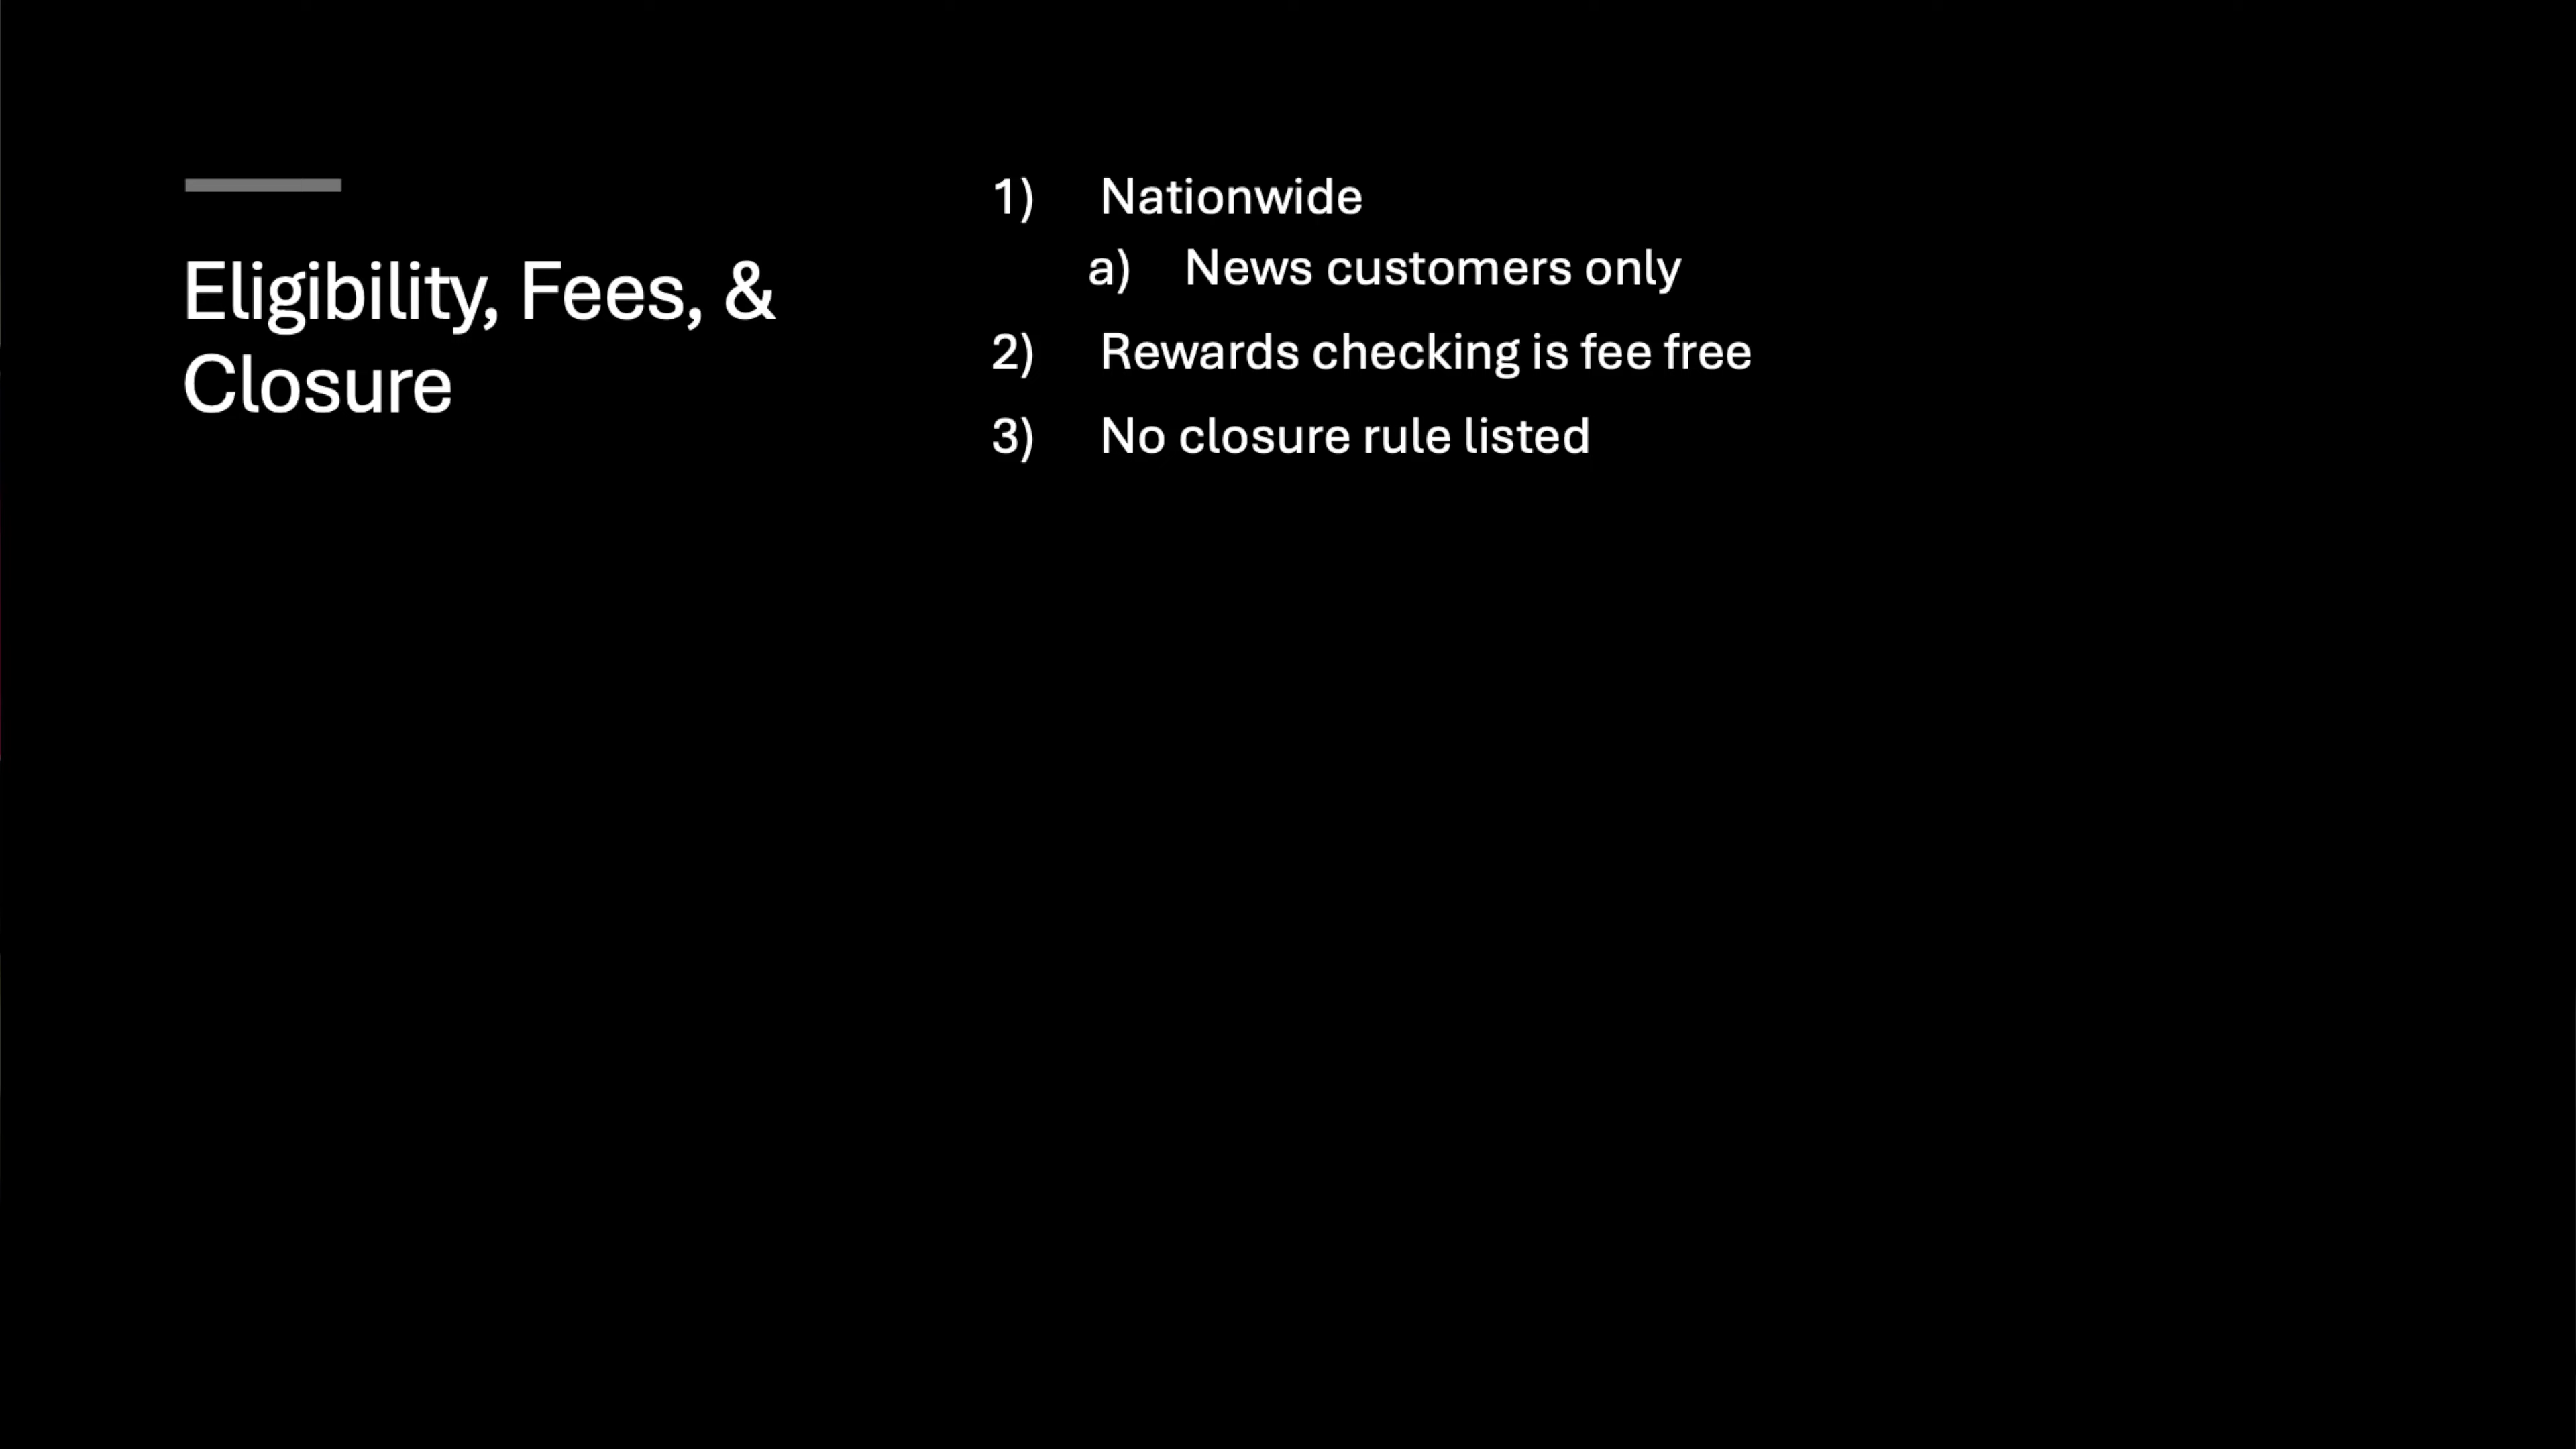 Eligibility, Fees, &
Closure
1) Nationwide
a) News customers only
2) Rewards checking is fee free
3) No closure rule listed